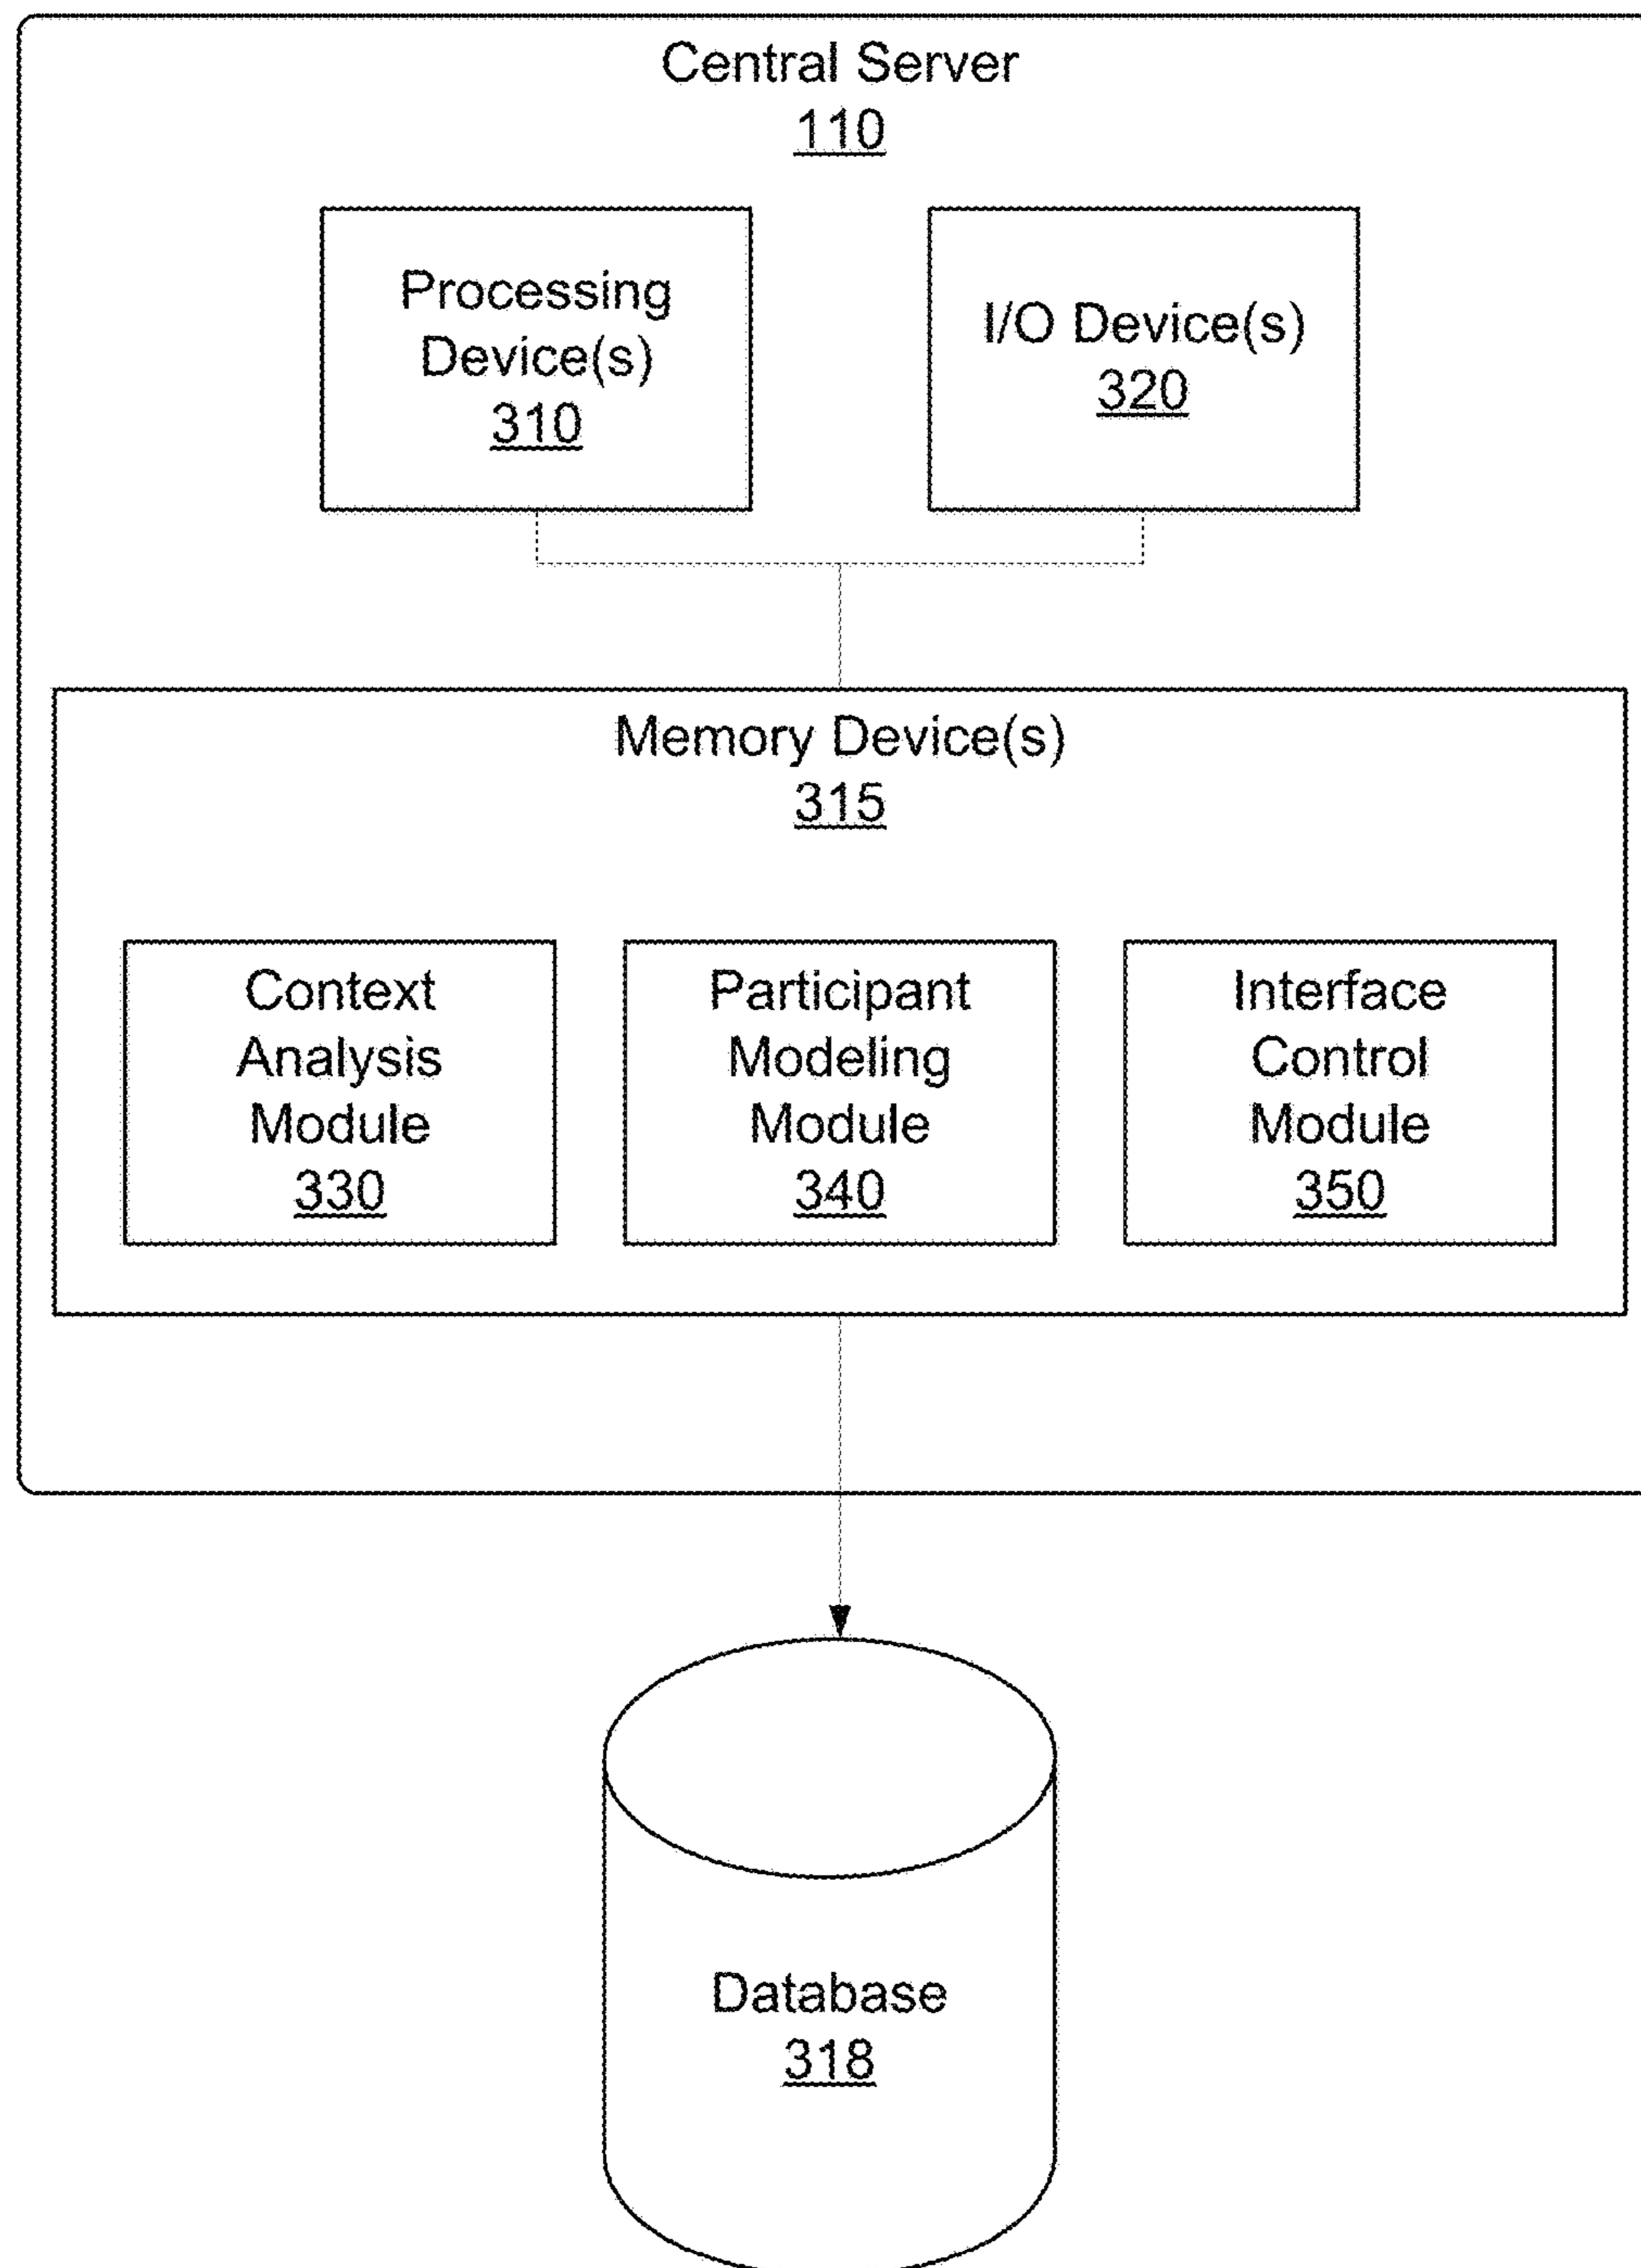 Central Server
110
Processing
Device(s)
310
I/O Device(s)
320
Memory Device(s)
315
Context
Analysis
Module
330
Participant
Modeling
Module
340
Interface
Control
Module
350
Database
318